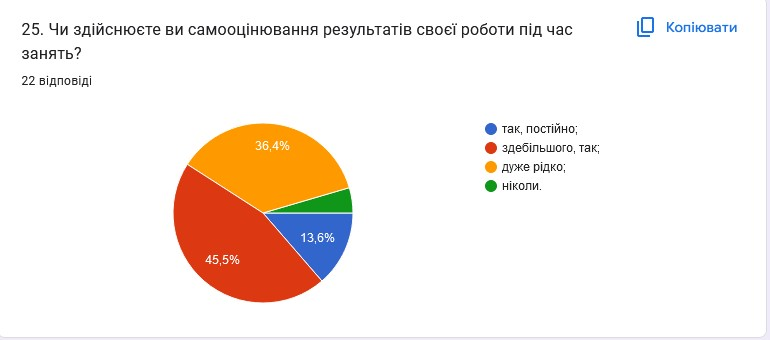 25. Чи здійснюєте ви самооцінювання результатів своєї роботи під час
занять?
Копіювати
22 відповіді
36,4%
13,6%
45,5%
так, постійно;
здебільшого, так;
дуже рідко;
ніколи.